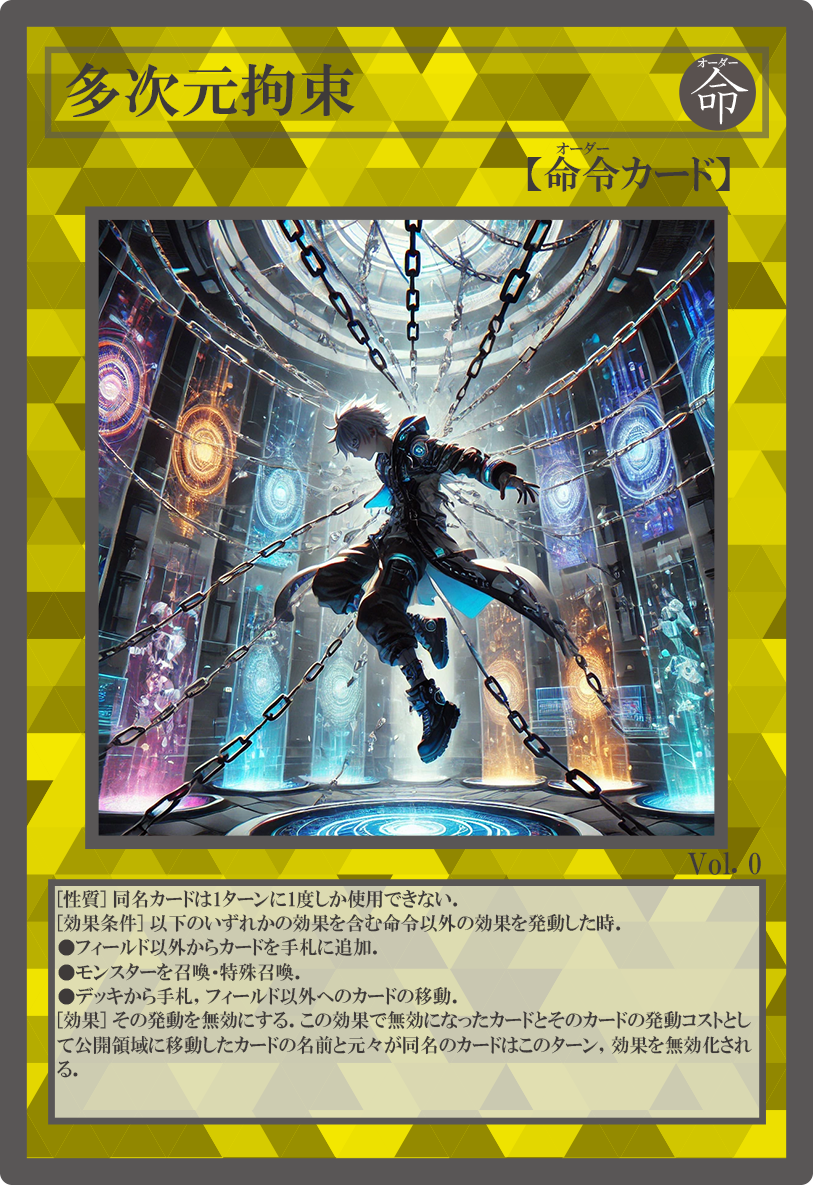 多次元拘束
オーダー
命
オーダー
【命令カード】
Vol. 0
[性質] 同名カードは1ターンに1度しか使用できない.
[効果条件] 以下のいずれかの効果を含む命令以外の効果を発動した時.
●フィールド以外からカードを手札に追加.
●モンスターを召喚・特殊召喚.
●デッキから手札, フィールド以外へのカードの移動.
[効果] その発動を無効にする. この効果で無効になったカードとそのカードの発動コストとし
て公開領域に移動したカードの名前と元々が同名のカードはこのターン, 効果を無効化され
る.